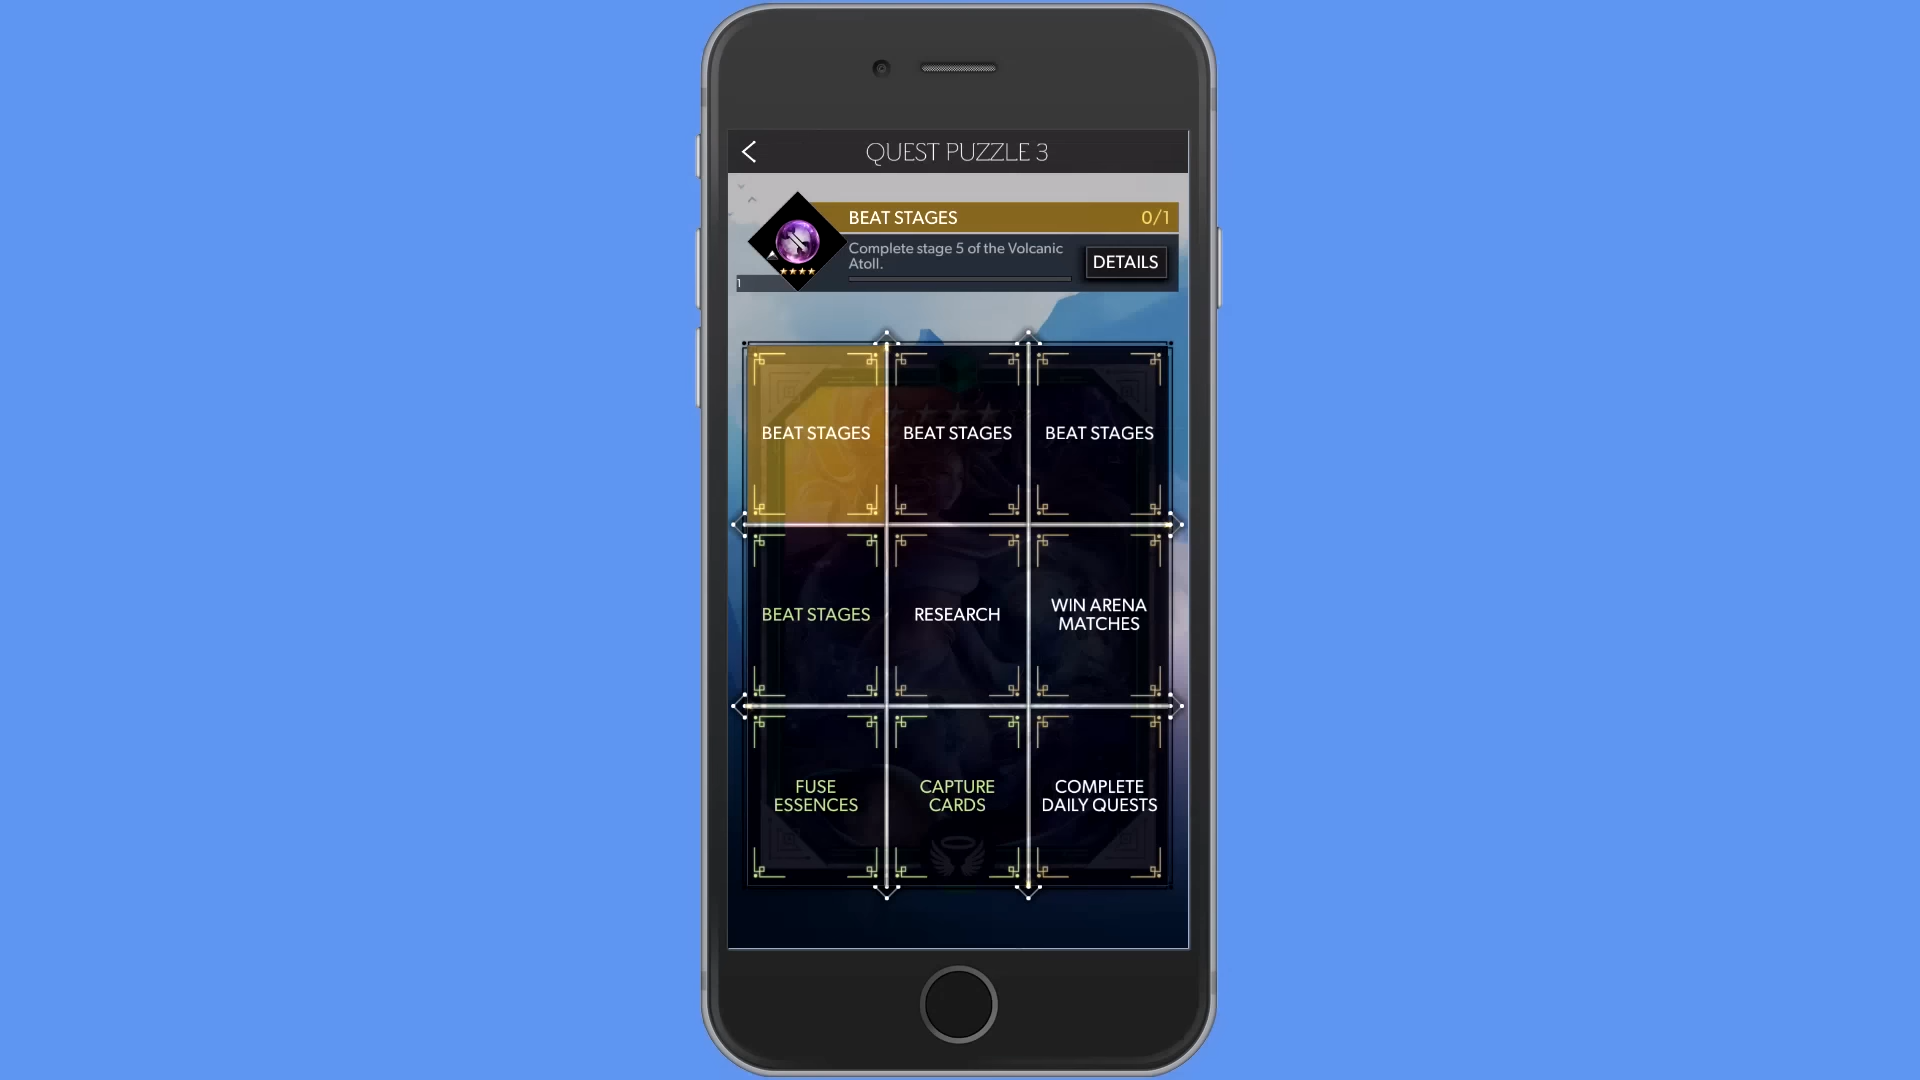 QUEST PUZZLE 3
BEAT STAGES
0/1
Complete stage 5 of the Volcanic
Atoll.
DETAILS
1
BEAT STAGES
BEAT STAGES
BEAT STAGES
BEAT STAGES
RESEARCH
WIN ARENA
MATCHES
FUSE
ESSENCES
CAPTURE
CARDS
COMPLETE
DAILY QUESTS